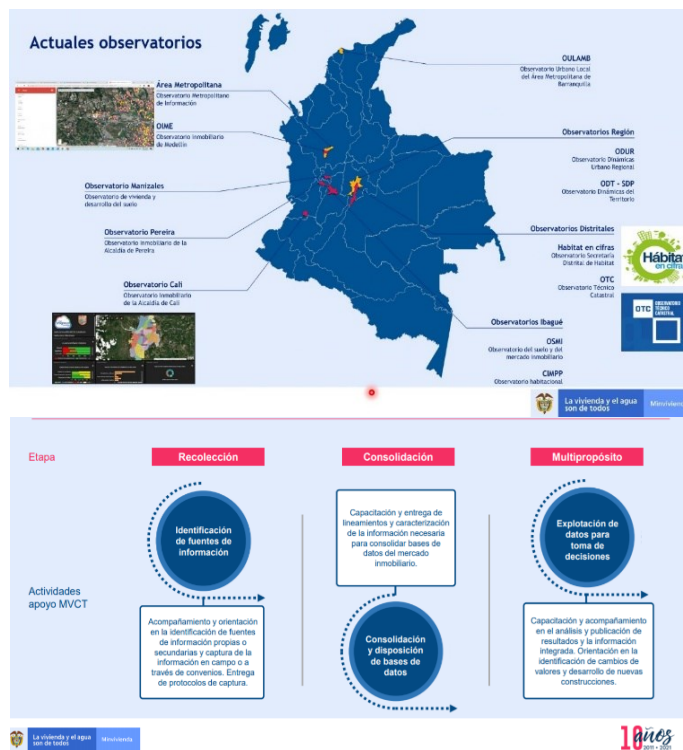 Actuales observatorios
Área Metropolitana
Observatorio Metropolitano
de Información
OIME
Observatorio Inmobiliario
de Medellín
Observatorio Manizales
Observatorio de vivienda y
desarrollo del suelo
Observatorio Pereira
Observatorio Inmobiliario de la
Alcaldía de Pereira
Observatorio Cali
Observatorio Inmobiliario
de la Alcaldía de Cali
OULAMB
Observatorio Urbano Local
del Área Metropolitana de
Barranquilla
Observatorios Región
ODUR
Observatorio Dinámicas
Urbano Regional
ODT - SDP
Observatorio Dinámicas del
Territorio
Observatorios Distritales
Habitat en cifras
Observatorio Secretaría
Distrital de Habitat
OTC
Observatorio Técnico
Catastral
Hábitat
en cifras
OTC
OBSERVATORIO
TÉCNICO
CATASTRAL
Observatorios Ibagué
OSMI
Observatorio del suelo y del
mercado inmobiliario
CIMPP
Observatorio habitacional
La vivienda y el agua
son de todos
Minvivienda
Etapa
Recolección
Consolidación
Multipropósito
Actividades
apoyo MVCT
Identificación
de fuentes de
información
Acompañamiento y orientación
en la identificación de fuentes
de información propias o
secundarias y captura de la
información en campo o a
través de convenios. Entrega
de protocolos de captura.
Capacitación y entrega de
lineamientos y caracterización
de la información necesaria
para consolidar bases de
datos del mercado
inmobiliario.
Consolidación
y disposición
de bases de
datos
Explotación de
datos para
toma de
decisiones
Capacitación y acompañamiento
en el análisis y publicación de
resultados y la información
integrada. Orientación en la
identificación de cambios de
valores y desarrollo de nuevas
construcciones.
La vivienda y el agua
son de todos
Minvivienda
10 años
2011 - 2021